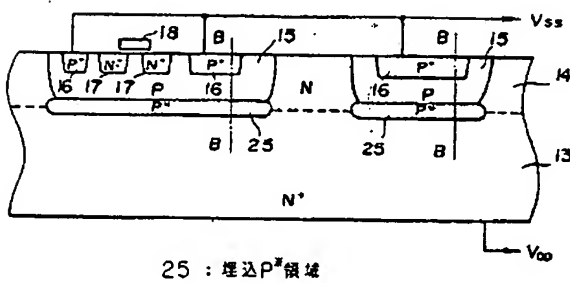 18 B 15 B 15 VSS
P+ N+ N+ P+ N P+ 14
16 17 17 P 16 16 P
P* P*
25 25 13
B B
N+
VDD
25 : 埋込P*領域